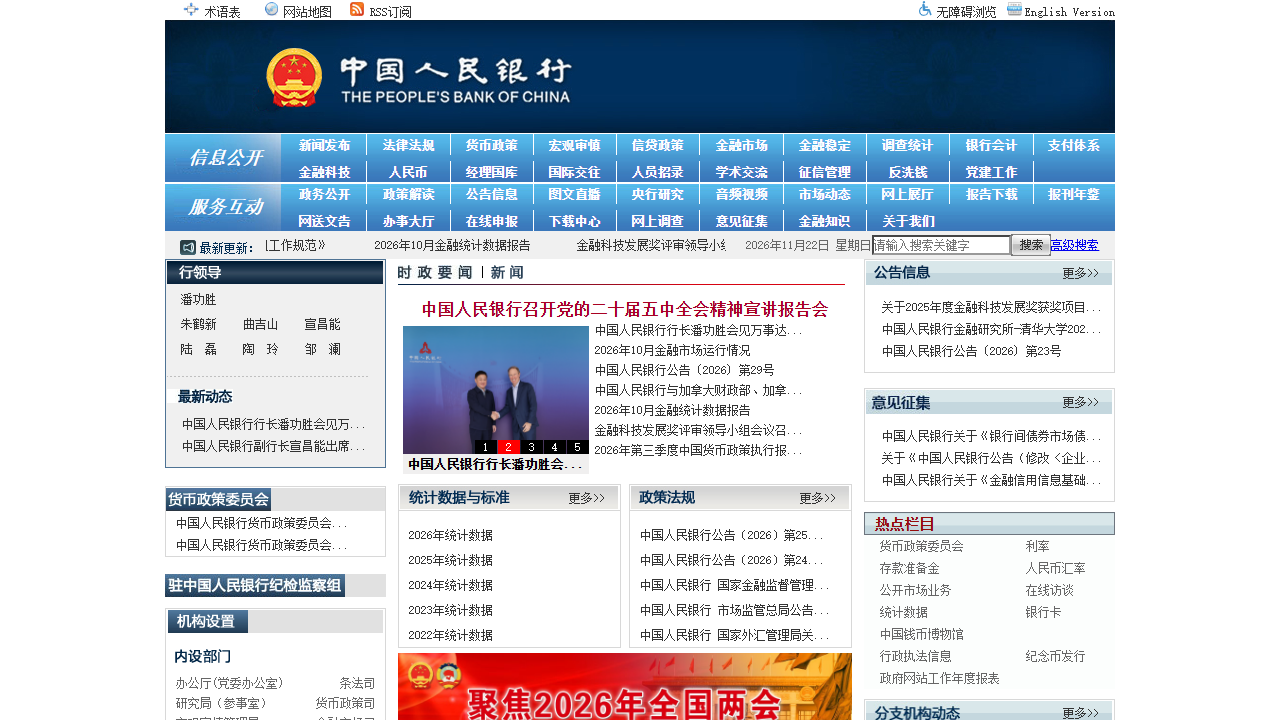 术语表 网站地图 RSS订阅 无障碍浏览 English Version
中国人民银行
THE PEOPLE'S BANK OF CHINA
信息公开
新闻发布 法律法规 货币政策 宏观审慎 信贷政策 金融市场 金融稳定 调查统计 银行会计 支付体系
金融科技 人民币 经理国库 国际交往 人员招录 学术交流 征信管理 反洗钱 党建工作
服务互动
政务公开 政策解读 公告信息 图文直播 央行研究 音频视频 市场动态 网上展厅 报告下载 报刊年鉴
网送文告 办事大厅 在线申报 下载中心 网上调查 意见征集 金融知识 关于我们
最新更新： 工作规范》 2026年10月金融统计数据报告 金融科技发展奖评审领导小 2026年11月22日 星期日 请输入搜索关键字 搜索 高级搜索
行领导
潘功胜
朱鹤新 曲吉山 宣昌能
陆 磊 陶 玲 邹 澜
最新动态
中国人民银行行长潘功胜会见万...
中国人民银行副行长宣昌能出席...
货币政策委员会
中国人民银行货币政策委员会...
中国人民银行货币政策委员会...
驻中国人民银行纪检监察组
机构设置
内设部门
办公厅(党委办公室) 条法司
研究局（参事室） 货币政策司
时政要闻 | 新闻
中国人民银行召开党的二十届五中全会精神宣讲报告会
中国人民银行
1 2 3 4 5
中国人民银行行长潘功胜会...
中国人民银行行长潘功胜会见万事达...
2026年10月金融市场运行情况
中国人民银行公告〔2026〕第29号
中国人民银行与加拿大财政部、加拿...
2026年10月金融统计数据报告
金融科技发展奖评审领导小组会议召...
2026年第三季度中国货币政策执行报...
统计数据与标准 更多>>
2026年统计数据
2025年统计数据
2024年统计数据
2023年统计数据
2022年统计数据
政策法规 更多>>
中国人民银行公告〔2026〕第25...
中国人民银行公告〔2026〕第24...
中国人民银行 国家金融监督管理...
中国人民银行 市场监管总局公告...
中国人民银行 国家外汇管理局关...
聚焦2026年全国两会
公告信息 更多>>
关于2025年度金融科技发展奖获奖项目...
中国人民银行金融研究所-清华大学202...
中国人民银行公告〔2026〕第23号
意见征集 更多>>
中国人民银行关于《银行间债券市场债...
关于《中国人民银行公告（修改〈企业...
中国人民银行关于《金融信用信息基础...
热点栏目
货币政策委员会 利率
存款准备金 人民币汇率
公开市场业务 在线访谈
统计数据 银行卡
中国钱币博物馆
行政执法信息 纪念币发行
政府网站工作年度报表
分支机构动态 更多>>